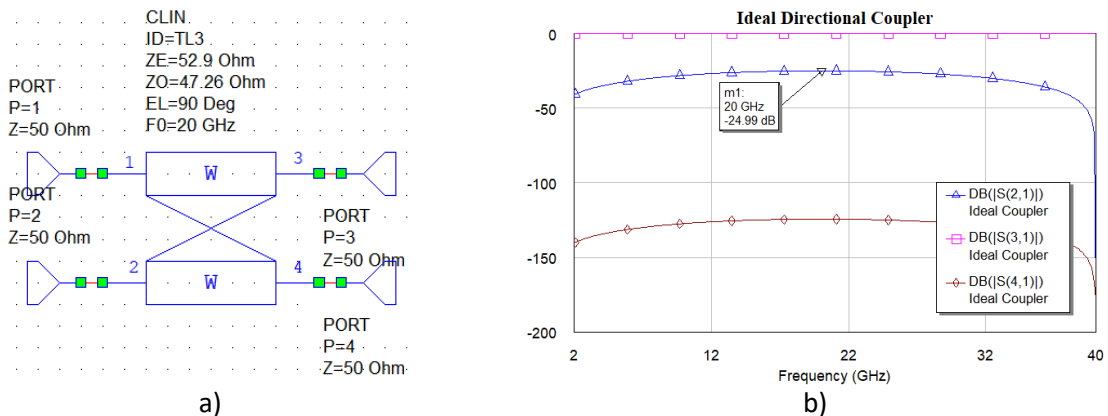 CLIN
ID=TL3
ZE=52.9 Ohm
ZO=47.26 Ohm
EL=90 Deg
F0=20 GHz
PORT
P=1
Z=50 Ohm
1
W
3
PORT
P=2
Z=50 Ohm
PORT
P=3
Z=50 Ohm
2
W
4
PORT
P=4
Z=50 Ohm
a)
Ideal Directional Coupler
0
-50
-100
-150
-200
m1:
20 GHz
-24.99 dB
DB(|S(2,1)|)
Ideal Coupler
DB(|S(3,1)|)
Ideal Coupler
DB(|S(4,1)|)
Ideal Coupler
2 12 22 32 40
Frequency (GHz)
b)